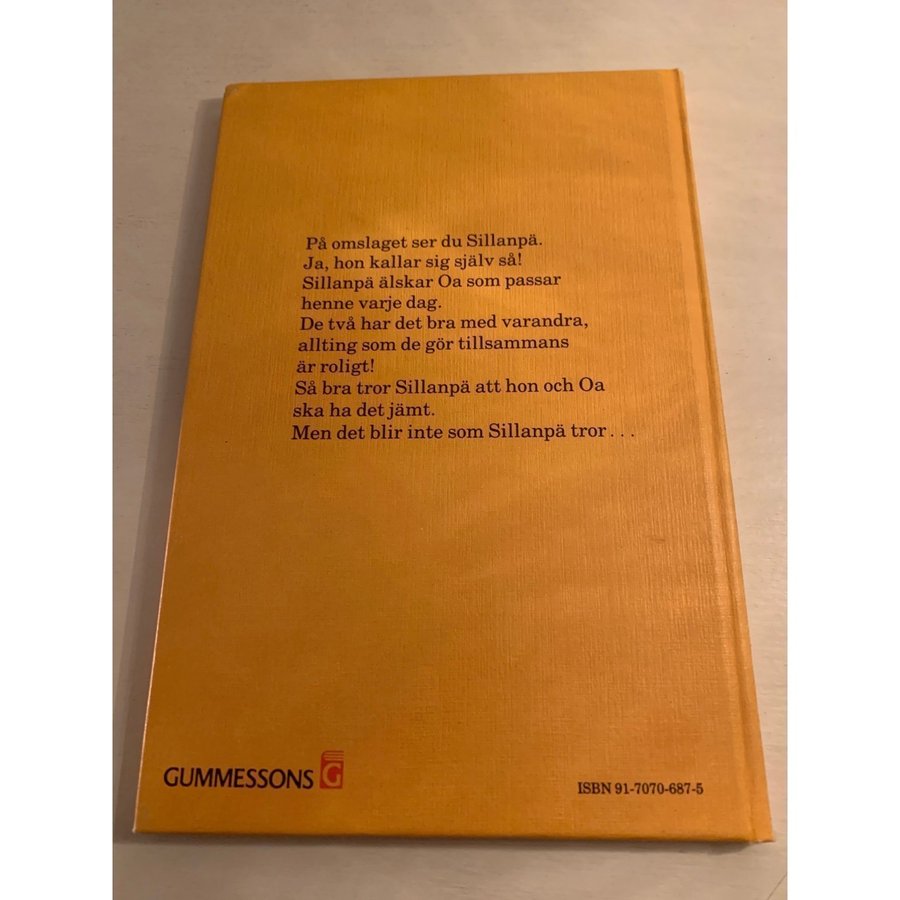 På omslaget ser du Sillanpä.
Ja, hon kallar sig själv så!
Sillanpä älskar Oa som passar
henne varje dag.
De två har det bra med varandra,
allting som de gör tillsammans
är roligt!
Så bra tror Sillanpä att hon och Oa
ska ha det jämt.
Men det blir inte som Sillanpä tror...
GUMMESSONS G
ISBN 91-7070-687-5